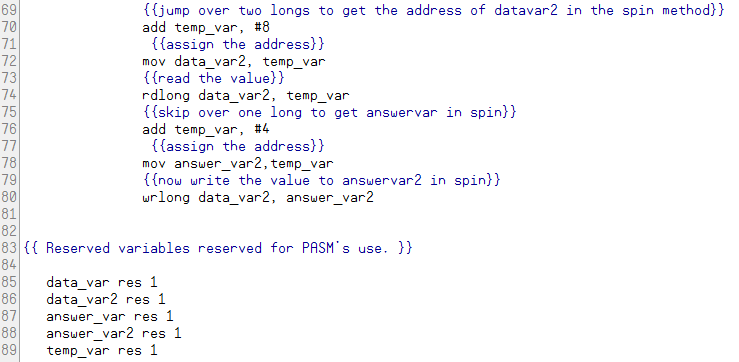 69 {{jump over two longs to get the address of datavar2 in the spin method}}
70 add temp_var, #8
71 {{assign the address}}
72 mov data_var2, temp_var
73 {{read the value}}
74 rdlong data_var2, temp_var
75 {{skip over one long to get answervar in spin}}
76 add temp_var, #4
77 {{assign the address}}
78 mov answer_var2,temp_var
79 {{now write the value to answervar2 in spin}}
80 wrlong data_var2, answer_var2
81
82
83 {{ Reserved variables reserved for PASM's use. }}
84
85 data_var res 1
86 data_var2 res 1
87 answer_var res 1
88 answer_var2 res 1
89 temp_var res 1